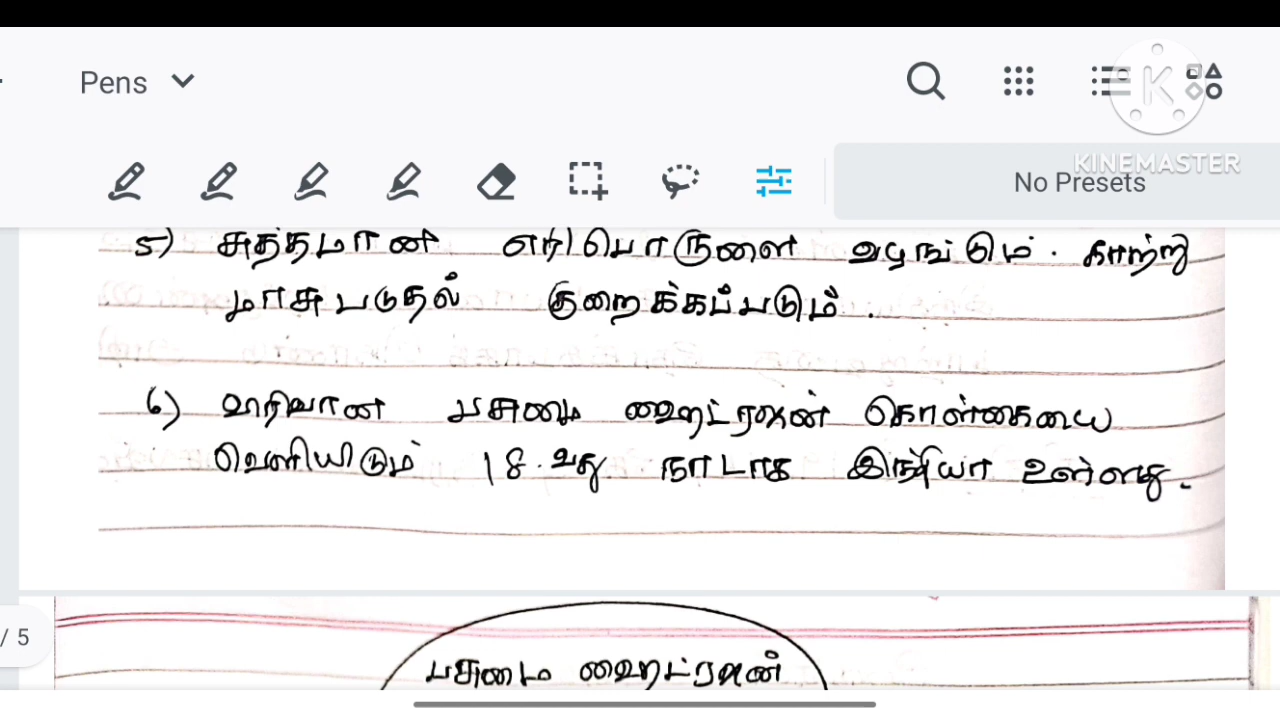 Pens
KINEMASTER
No Presets
5) சுத்தமான எரிபொருளை வழங்கும். காற்று
மாசுபடுதல் குறைக்கப்படும்.
6) விரிவான பசுமை ஹைட்ரஜன் கொள்கையை
வெளியிடும் 18-வது நாடாக இந்தியா உள்ளது.
/ 5
பசுமை ஹைட்ரஜன்